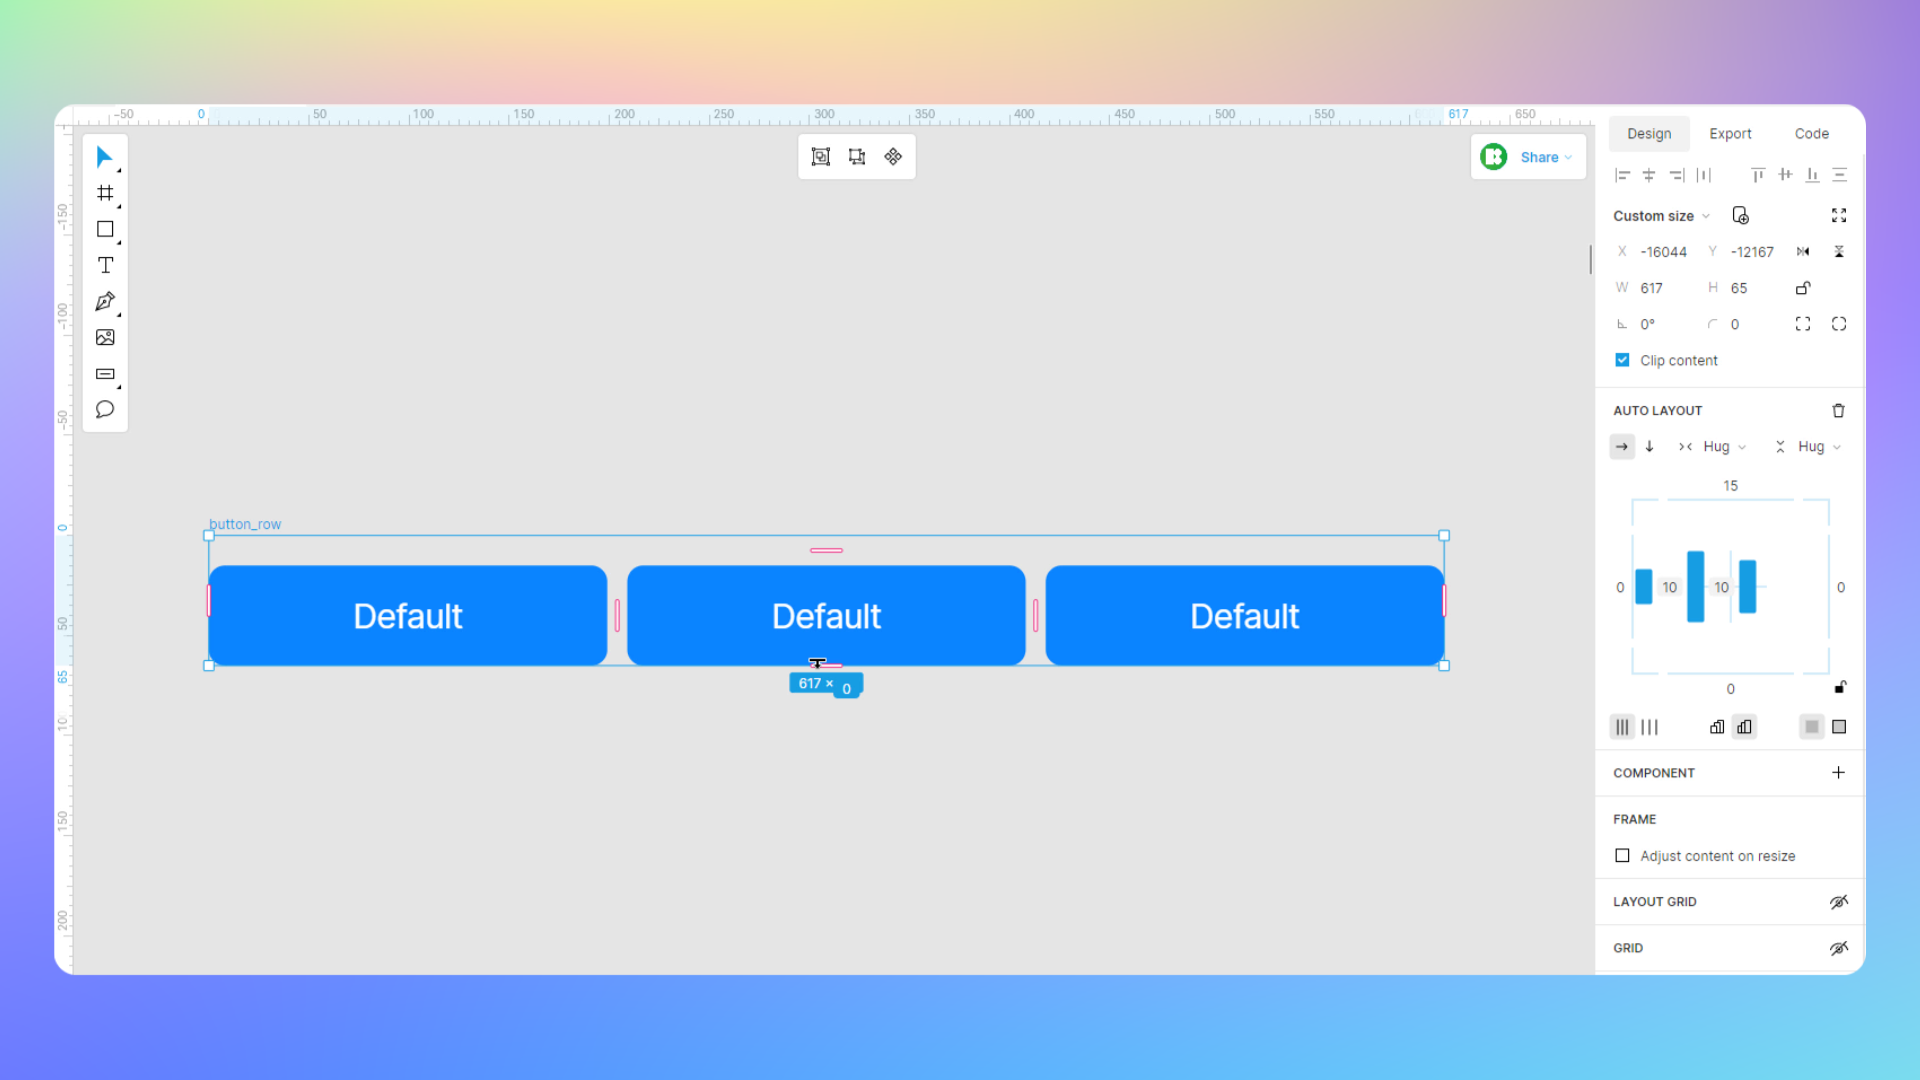 -50 0 50 100 150 200 250 300 350 400 450 500 550 617 650
-150
-100
-50
0
50
65
10
150
200
Share
button_row
Default Default Default
617 × 0
Design Export Code
Custom size
X -16044 Y -12167
W 617 H 65
0° 0
Clip content
AUTO LAYOUT
Hug Hug
15
0 10 10 0
0
COMPONENT
FRAME
Adjust content on resize
LAYOUT GRID
GRID